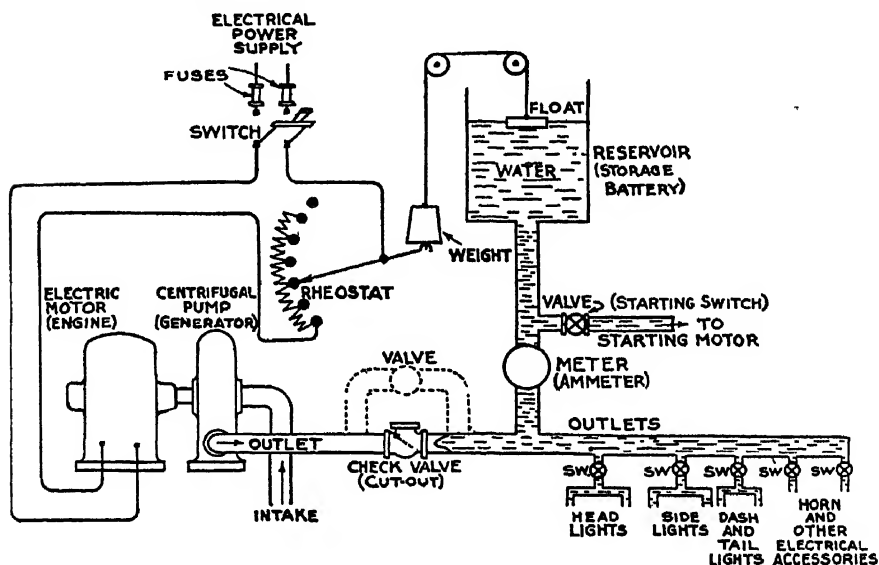 ELECTRICAL
POWER
SUPPLY
FUSES
SWITCH
FLOAT
WATER
RESERVOIR
(STORAGE
BATTERY)
WEIGHT
RHEOSTAT
ELECTRIC
MOTOR
(ENGINE)
CENTRIFUGAL
PUMP
(GENERATOR)
VALVE (STARTING SWITCH)
TO
STARTING MOTOR
VALVE
METER
(AMMETER)
OUTLETS
OUTLET
CHECK VALVE
(CUT-OUT)
INTAKE
SW SW SW SW SW
HEAD
LIGHTS
SIDE
LIGHTS
DASH
AND
TAIL
LIGHTS
HORN
AND
OTHER
ELECTRICAL
ACCESSORIES